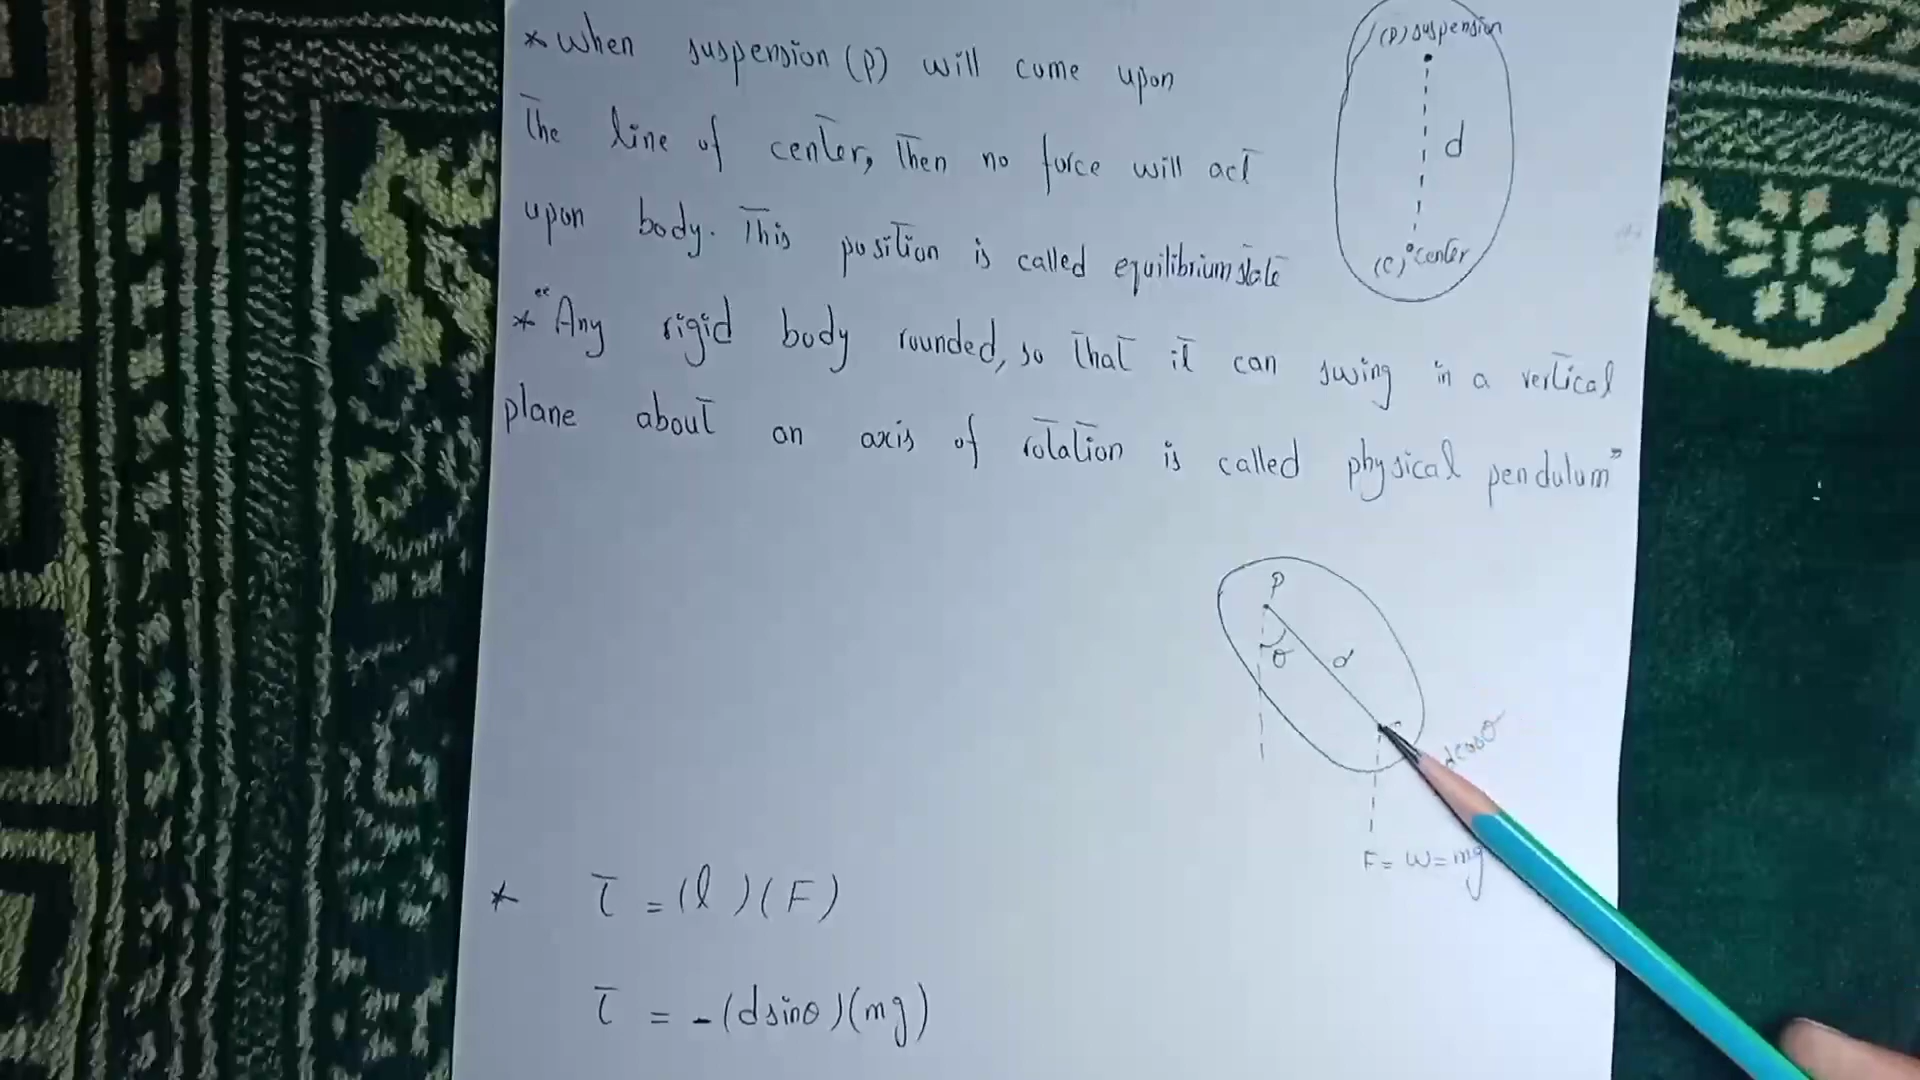 * When suspension (P) will come upon
The line of center, Then no force will act
upon body. This position is called equilibrium state
* "Any rigid body rounded, so that it can swing in a vertical
plane about an axis of rotation is called physical pendulum"
(P) suspension
d
(C) center
P
θ
d
dcosθ
F = W = mg
* τ = (l)(F)
τ = -(dsinθ)(mg)